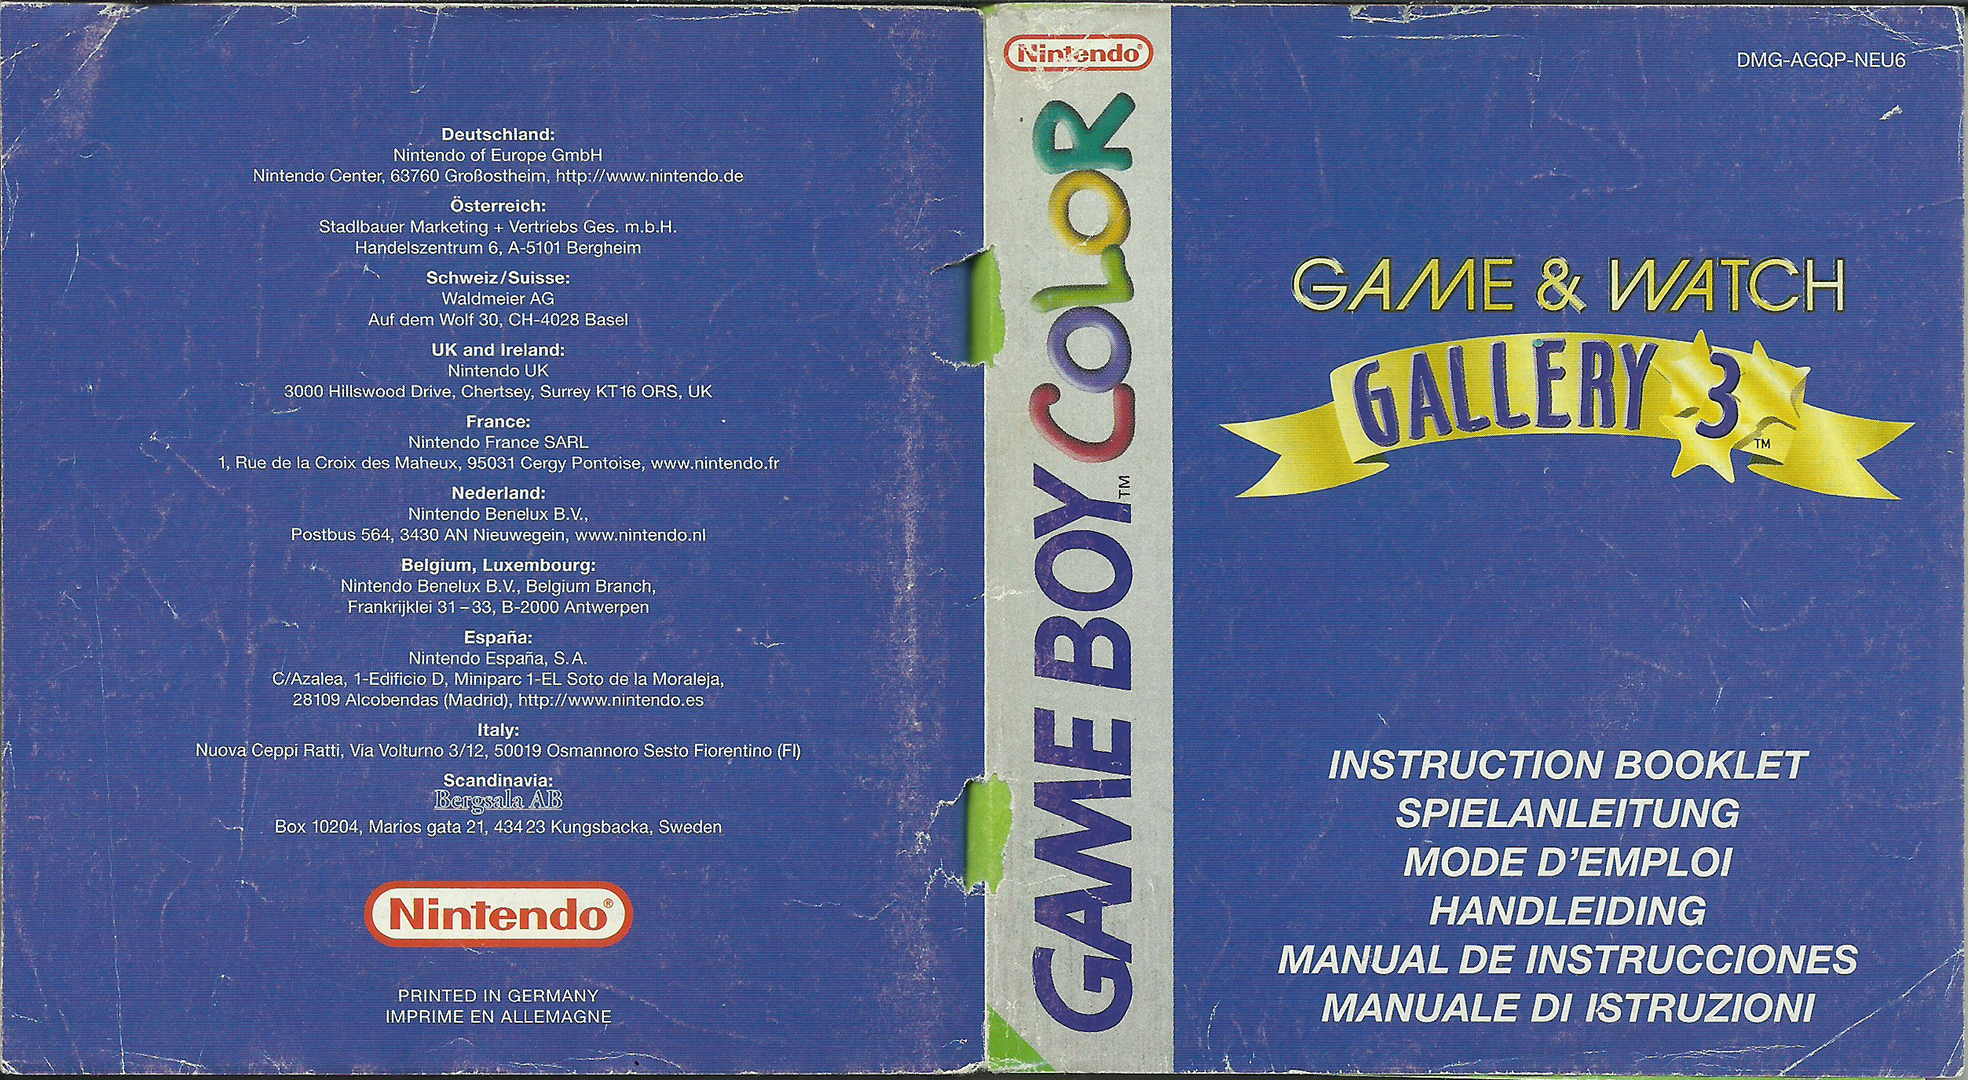 Deutschland:
Nintendo of Europe GmbH
Nintendo Center, 63760 Großostheim, http://www.nintendo.de
Österreich:
Stadlbauer Marketing + Vertriebs Ges. m.b.H.
Handelszentrum 6, A-5101 Bergheim
Schweiz/Suisse:
Waldmeier AG
Auf dem Wolf 30, CH-4028 Basel
UK and Ireland:
Nintendo UK
3000 Hillswood Drive, Chertsey, Surrey KT16 ORS, UK
France:
Nintendo France SARL
1, Rue de la Croix des Maheux, 95031 Cergy Pontoise, www.nintendo.fr
Nederland:
Nintendo Benelux B.V.,
Postbus 564, 3430 AN Nieuwegein, www.nintendo.nl
Belgium, Luxembourg:
Nintendo Benelux B.V., Belgium Branch,
Frankrijklei 31–33, B-2000 Antwerpen
España:
Nintendo España, S.A.
C/Azalea, 1-Edificio D, Miniparc 1-EL Soto de la Moraleja,
28109 Alcobendas (Madrid), http://www.nintendo.es
Italy:
Nuova Ceppi Ratti, Via Volturno 3/12, 50019 Osmannoro Sesto Fiorentino (FI)
Scandinavia:
Bergsala AB
Box 10204, Marios gata 21, 434 23 Kungsbacka, Sweden
Nintendo®
PRINTED IN GERMANY
IMPRIME EN ALLEMAGNE
Nintendo®
GAME BOY COLOR™
DMG-AGQP-NEU6
GAME & WATCH
GALLERY 3™
INSTRUCTION BOOKLET
SPIELANLEITUNG
MODE D'EMPLOI
HANDLEIDING
MANUAL DE INSTRUCCIONES
MANUALE DI ISTRUZIONI